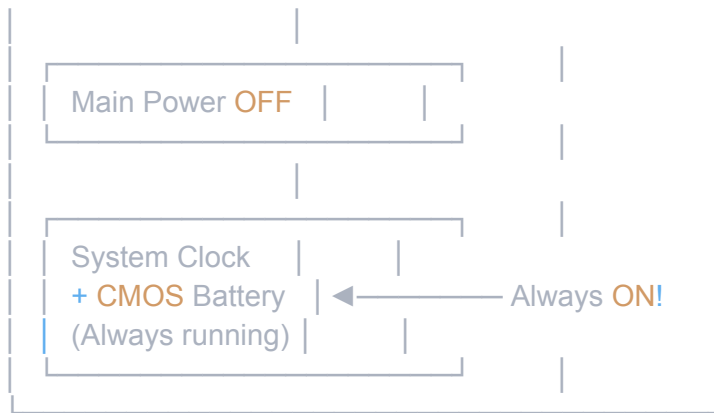 Main Power OFF
System Clock
+ CMOS Battery ◄ Always ON!
(Always running)